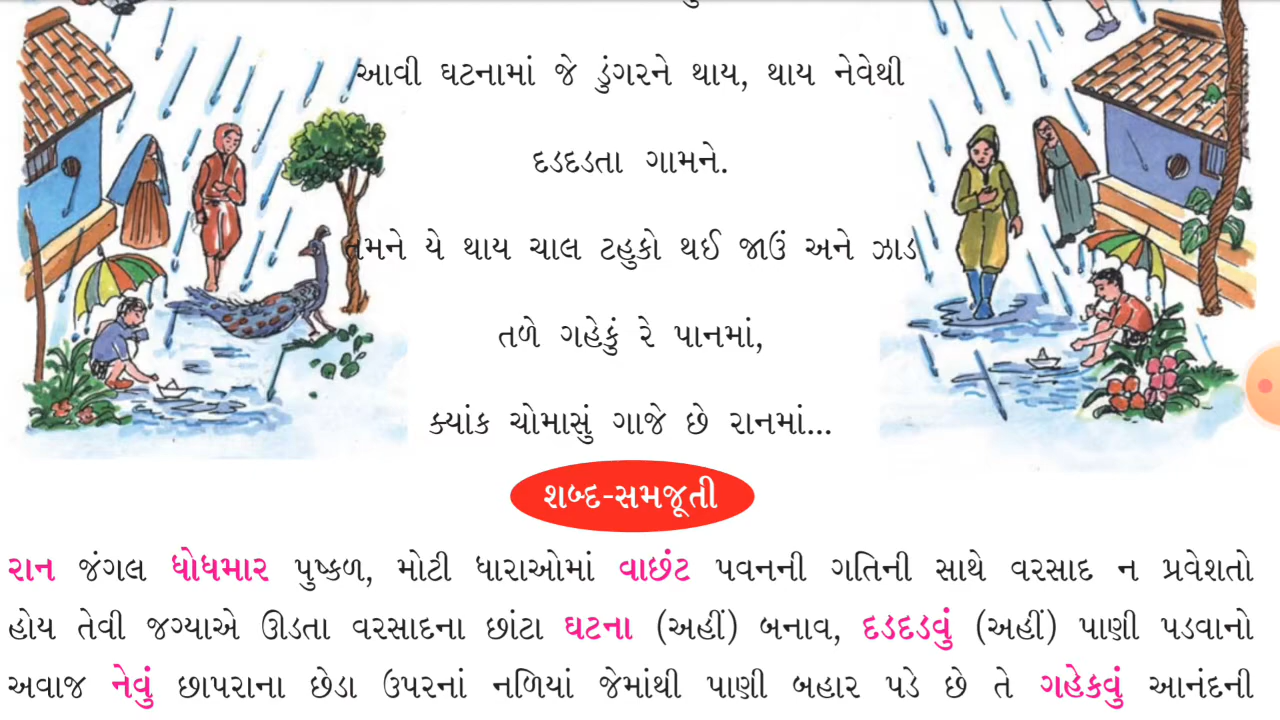 આવી ઘટનામાં જે ડુંગરને થાય, થાય નેવેથી
દડદડતા ગામને.
તમને યે થાય ચાલ ટહુકો થઈ જાઉં અને ઝાડ
તળે ગહેકું રે પાનમાં,
ક્યાંક ચોમાસું ગાજે છે રાનમાં...
શબ્દ-સમજૂતી
રાન જંગલ ધોધમાર પુષ્કળ, મોટી ધારાઓમાં વાછંટ પવનની ગતિની સાથે વરસાદ ન પ્રવેશતો
હોય તેવી જગ્યાએ ઊડતા વરસાદના છાંટા ઘટના (અહીં) બનાવ, દડદડવું (અહીં) પાણી પડવાનો
અવાજ નેવું છાપરાના છેડા ઉપરનાં નળિયાં જેમાંથી પાણી બહાર પડે છે તે ગહેકવું આનંદની